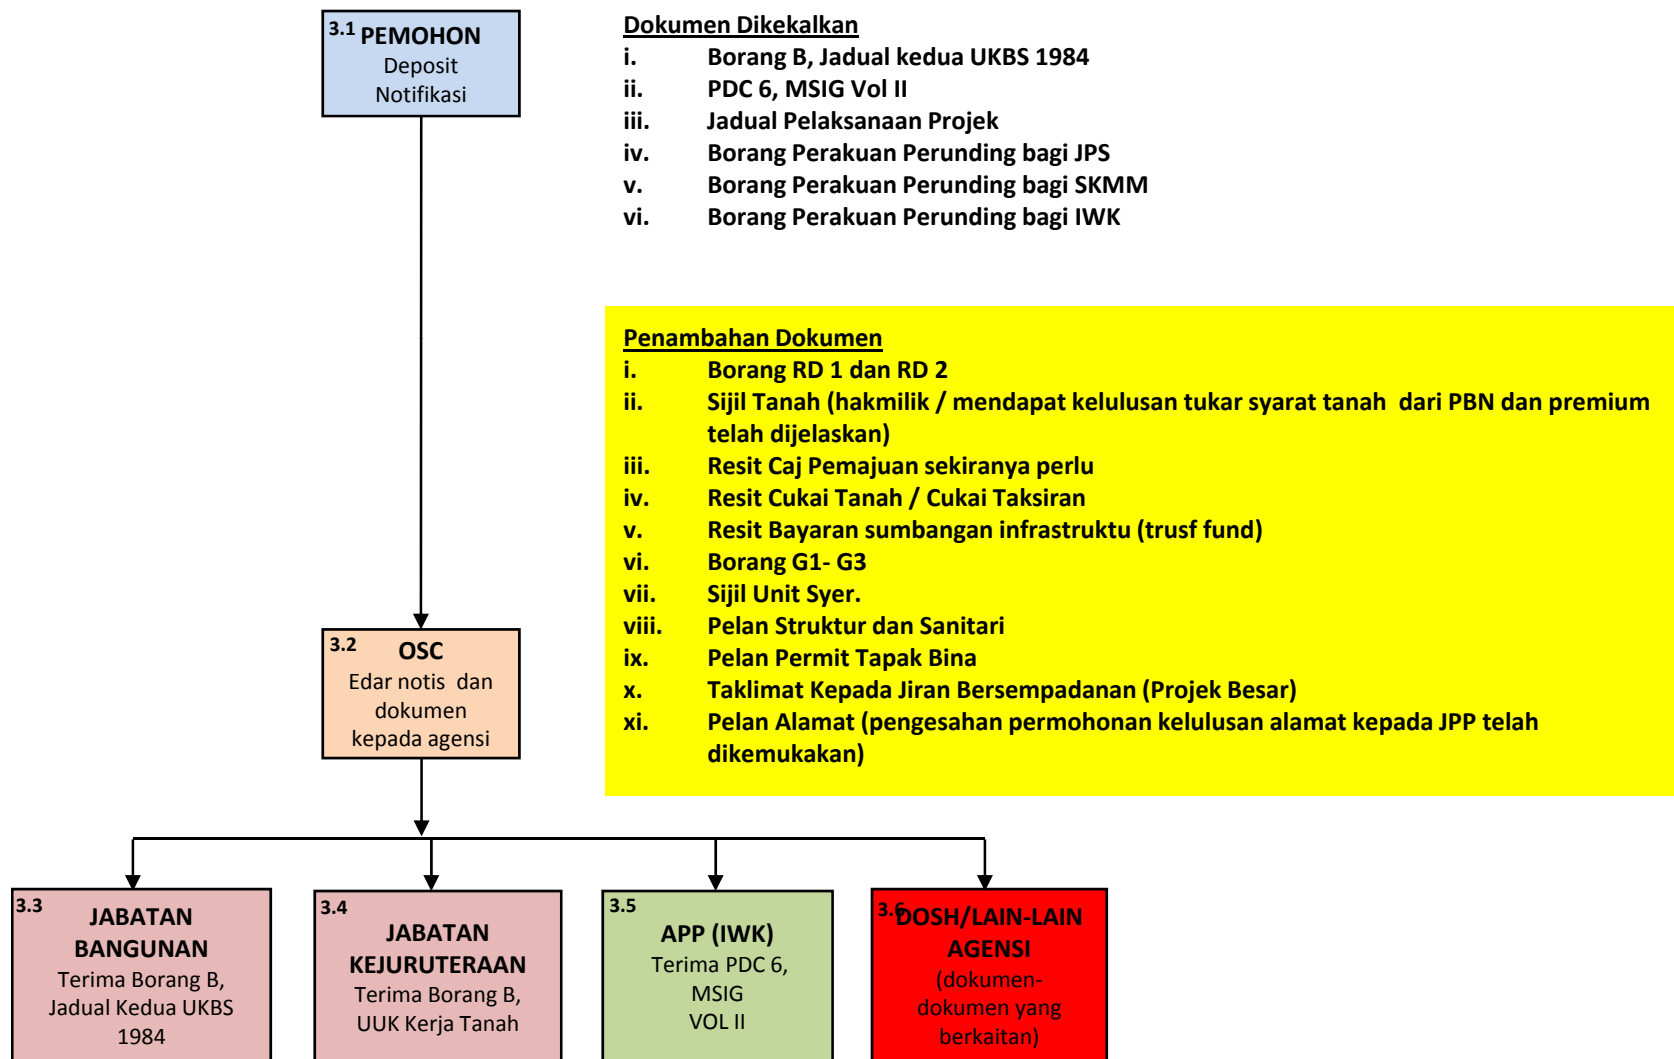 3.1 PEMOHON
Deposit
Notifikasi
Dokumen Dikekalkan
i. Borang B, Jadual kedua UKBS 1984
ii. PDC 6, MSIG Vol II
iii. Jadual Pelaksanaan Projek
iv. Borang Perakuan Perunding bagi JPS
v. Borang Perakuan Perunding bagi SKMM
vi. Borang Perakuan Perunding bagi IWK
Penambahan Dokumen
i. Borang RD 1 dan RD 2
ii. Sijil Tanah (hakmilik / mendapat kelulusan tukar syarat tanah dari PBN dan premium
telah dijelaskan)
iii. Resit Caj Pemajuan sekiranya perlu
iv. Resit Cukai Tanah / Cukai Taksiran
v. Resit Bayaran sumbangan infrastruktu (trusf fund)
vi. Borang G1- G3
vii. Sijil Unit Syer.
viii. Pelan Struktur dan Sanitari
ix. Pelan Permit Tapak Bina
x. Taklimat Kepada Jiran Bersempadanan (Projek Besar)
xi. Pelan Alamat (pengesahan permohonan kelulusan alamat kepada JPP telah
dikemukakan)
3.2 OSC
Edar notis dan
dokumen
kepada agensi
3.3 JABATAN
BANGUNAN
Terima Borang B,
Jadual Kedua UKBS
1984
3.4
JABATAN
KEJURUTERAAN
Terima Borang B,
UUK Kerja Tanah
3.5
APP (IWK)
Terima PDC 6,
MSIG
VOL II
3.6 DOSH/LAIN-LAIN
AGENSI
(dokumen-
dokumen yang
berkaitan)